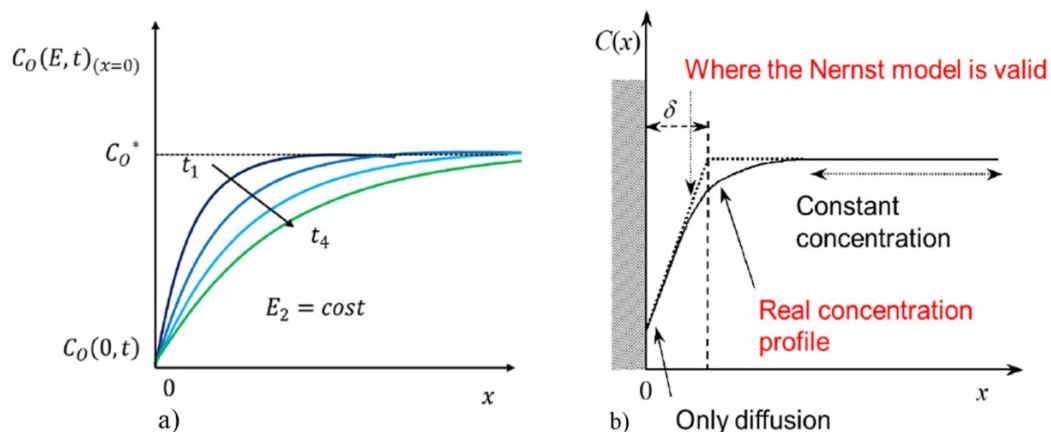 C_O(E,t)_(x=0)
C_O*
t_1
t_4
E_2 = cost
C_O(0,t)
0
x
a)
C(x)
Where the Nernst model is valid
δ
Constant
concentration
Real concentration
profile
0
x
b)
Only diffusion